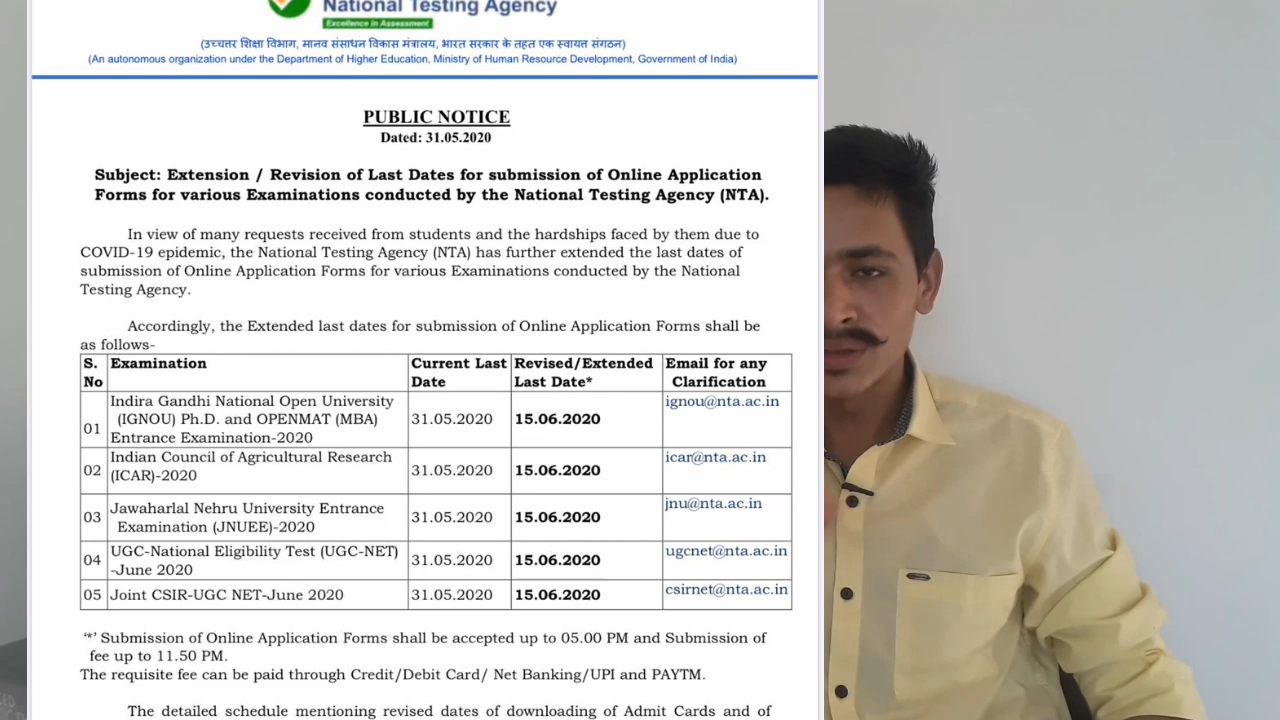 National Testing Agency
Excellence in Assessment
(उच्चत्तर शिक्षा विभाग, मानव संसाधन विकास मंत्रालय, भारत सरकार के तहत एक स्वायत्त संगठन)
(An autonomous organization under the Department of Higher Education, Ministry of Human Resource Development, Government of India)
PUBLIC NOTICE
Dated: 31.05.2020
Subject: Extension / Revision of Last Dates for submission of Online Application
Forms for various Examinations conducted by the National Testing Agency (NTA).
In view of many requests received from students and the hardships faced by them due to
COVID-19 epidemic, the National Testing Agency (NTA) has further extended the last dates of
submission of Online Application Forms for various Examinations conducted by the National
Testing Agency.
Accordingly, the Extended last dates for submission of Online Application Forms shall be
as follows-
S. Examination Current Last Revised/Extended Email for any
No Date Last Date* Clarification
Indira Gandhi National Open University ignou@nta.ac.in
01 (IGNOU) Ph.D. and OPENMAT (MBA) 31.05.2020 15.06.2020
Entrance Examination-2020
Indian Council of Agricultural Research icar@nta.ac.in
02 (ICAR)-2020 31.05.2020 15.06.2020
Jawaharlal Nehru University Entrance jnu@nta.ac.in
03 Examination (JNUEE)-2020 31.05.2020 15.06.2020
UGC-National Eligibility Test (UGC-NET) ugcnet@nta.ac.in
04 -June 2020 31.05.2020 15.06.2020
05 Joint CSIR-UGC NET-June 2020 31.05.2020 15.06.2020 csirnet@nta.ac.in
'*' Submission of Online Application Forms shall be accepted up to 05.00 PM and Submission of
fee up to 11.50 PM.
The requisite fee can be paid through Credit/Debit Card/ Net Banking/UPI and PAYTM.
The detailed schedule mentioning revised dates of downloading of Admit Cards and of